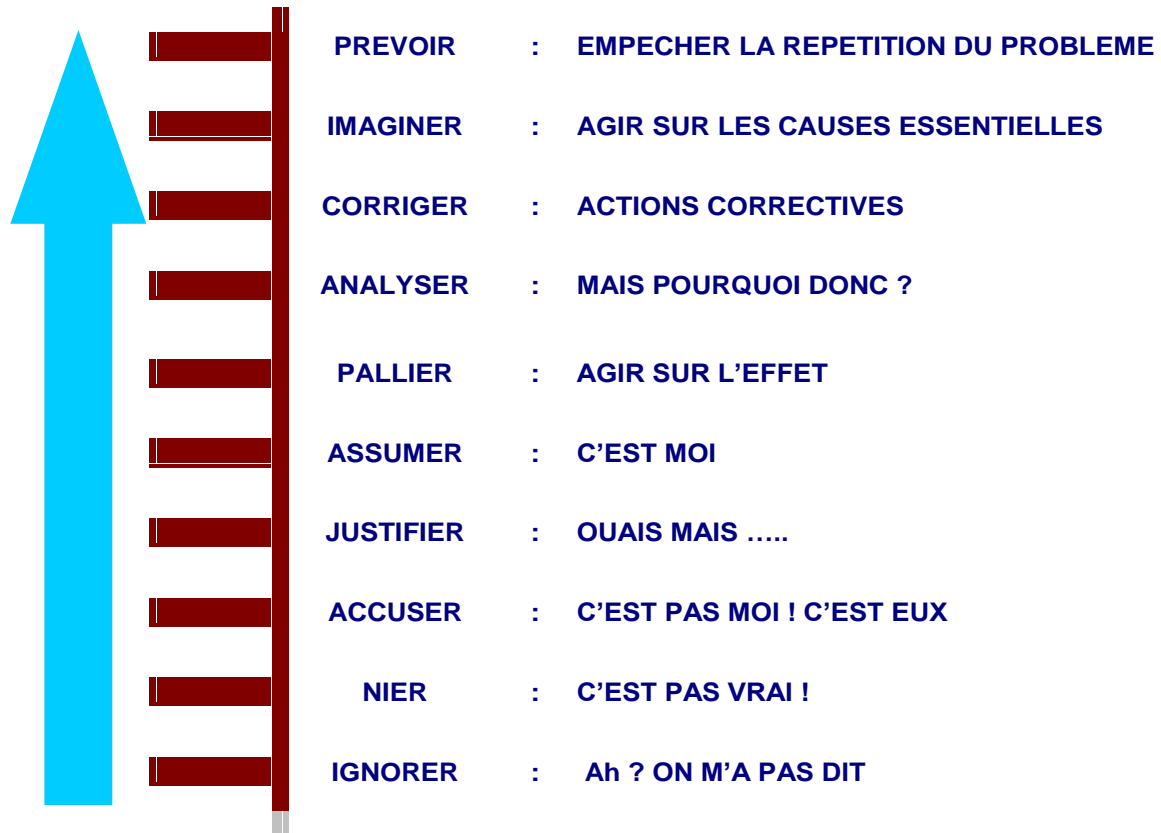 PREVOIR : EMPECHER LA REPETITION DU PROBLEME
IMAGINER : AGIR SUR LES CAUSES ESSENTIELLES
CORRIGER : ACTIONS CORRECTIVES
ANALYSER : MAIS POURQUOI DONC ?
PALLIER : AGIR SUR L’EFFET
ASSUMER : C’EST MOI
JUSTIFIER : OUAIS MAIS …..
ACCUSER : C’EST PAS MOI ! C’EST EUX
NIER : C’EST PAS VRAI !
IGNORER : Ah ? ON M’A PAS DIT